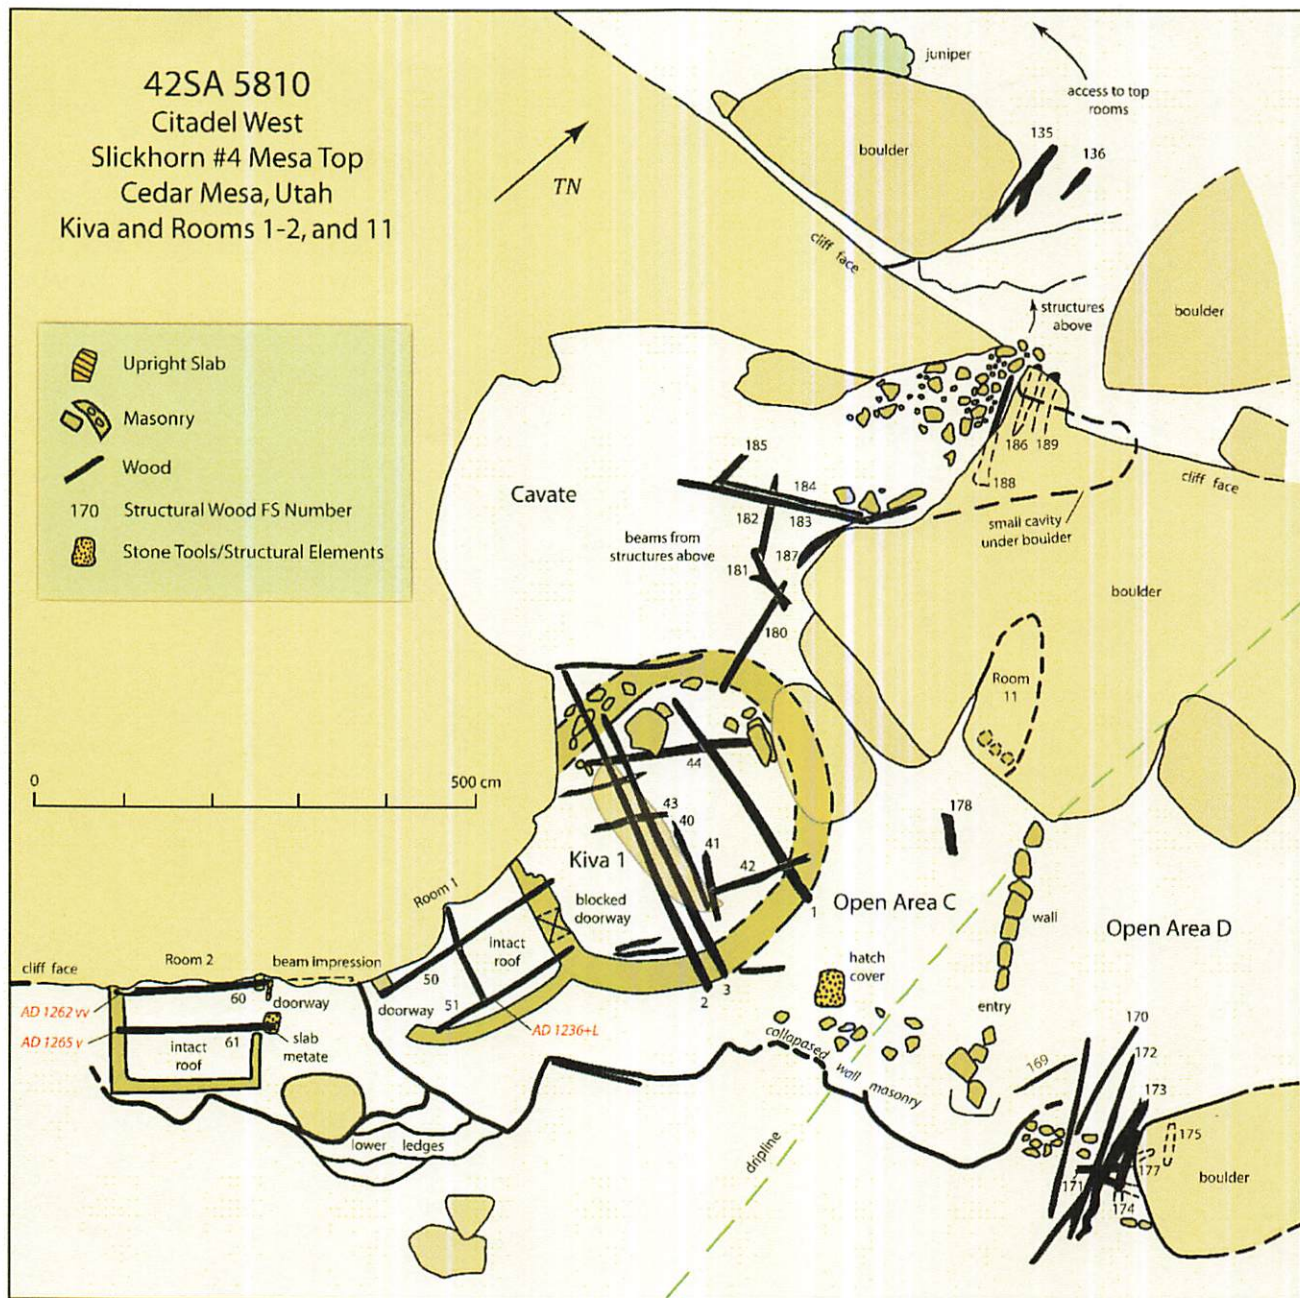 42SA 5810
Citadel West
Slickhorn #4 Mesa Top
Cedar Mesa, Utah
Kiva and Rooms 1-2, and 11
TN
juniper
access to top
rooms
boulder
135
136
cliff face
structures
above
boulder
Upright Slab
Masonry
Wood
170 Structural Wood FS Number
Stone Tools/Structural Elements
185
184
Cavate
182
183
186
189
188
cliff face
beams from
structures above
187
small cavity
under boulder
181
boulder
180
Room
11
0
500 cm
44
43
40
178
41
Kiva 1
42
Room 1
blocked
doorway
1
Open Area C
wall
Open Area D
intact
roof
cliff face
Room 2
beam impression
hatch
cover
50
60
doorway
doorway
51
2
3
entry
AD 1262 vv
AD 1236+L
AD 1265 v
61
slab
metate
intact
roof
170
172
169
173
collapased
wall masonry
lower ledges
dripline
175
177
171
174
boulder